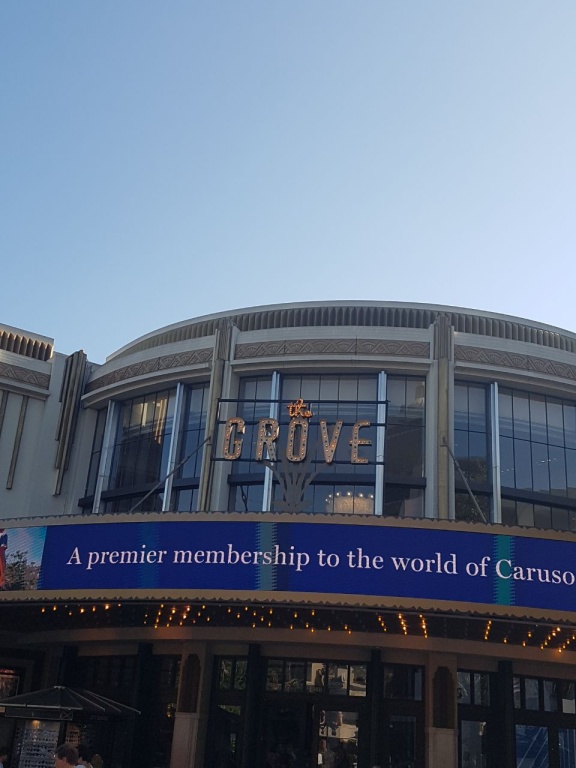 the
GROVE
A premier membership to the world of Caruso